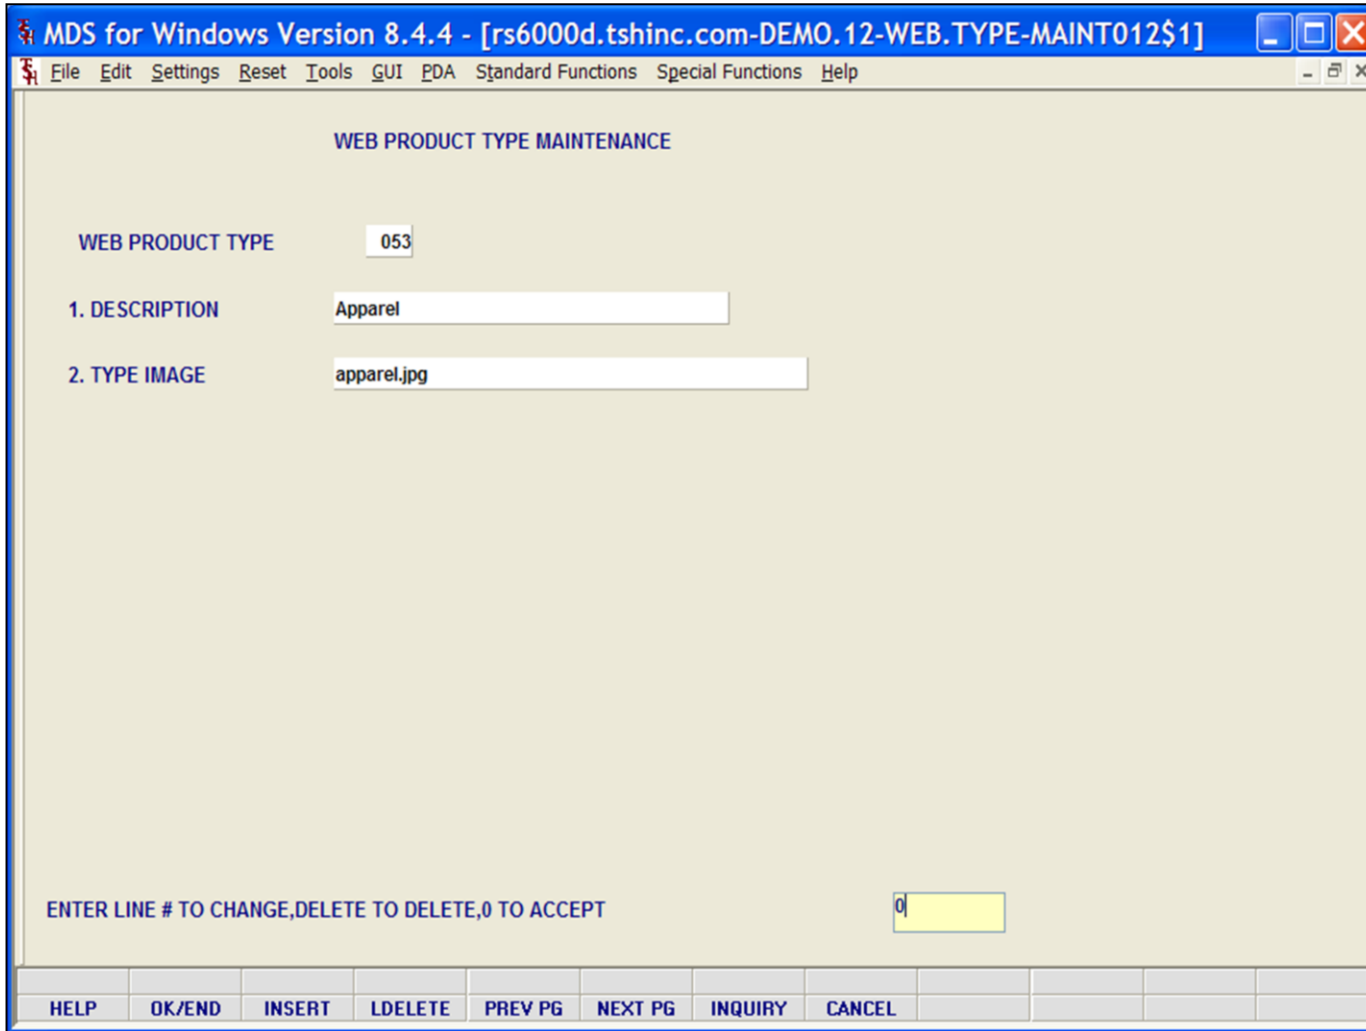 MDS for Windows Version 8.4.4 - [rs6000d.tshinc.com-DEMO.12-WEB.TYPE-MAINT012$1]
File Edit Settings Reset Tools GUI PDA Standard Functions Special Functions Help
WEB PRODUCT TYPE MAINTENANCE
WEB PRODUCT TYPE 053
1. DESCRIPTION Apparel
2. TYPE IMAGE apparel.jpg
ENTER LINE # TO CHANGE,DELETE TO DELETE,0 TO ACCEPT 0
HELP OK/END INSERT LDELETE PREV PG NEXT PG INQUIRY CANCEL